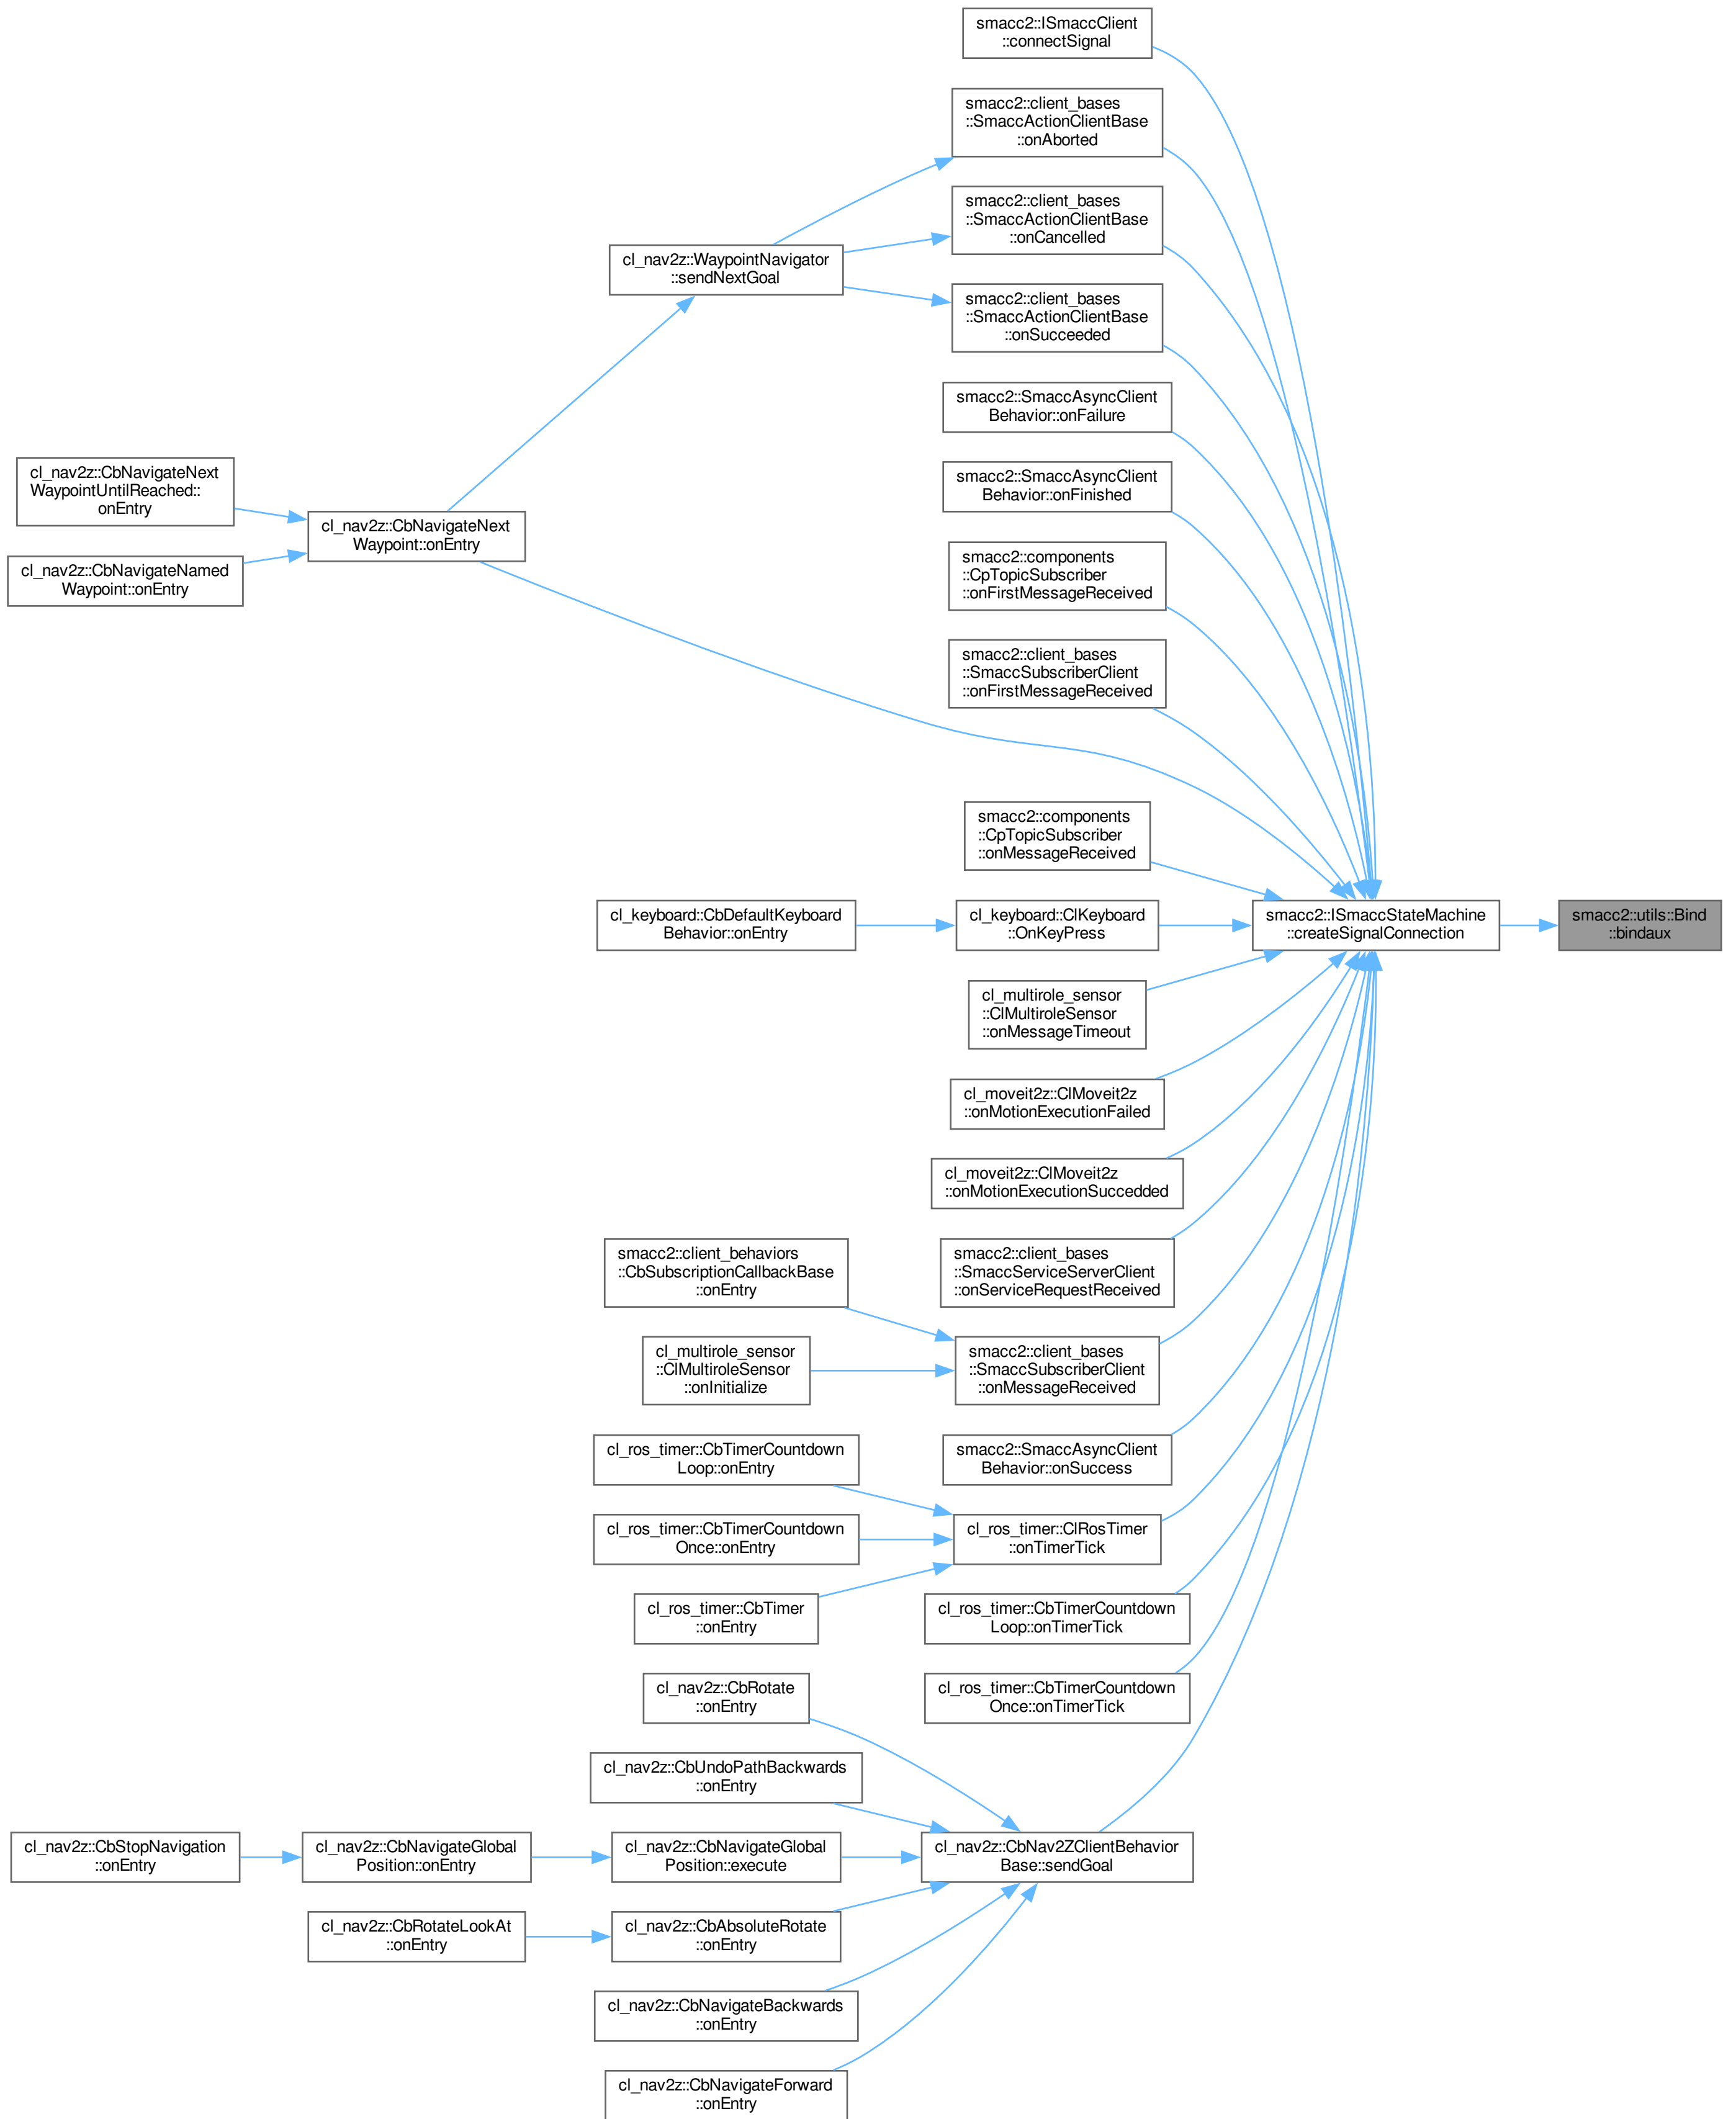 smacc2::ISmaccClient
::connectSignal
smacc2::client_bases
::SmaccActionClientBase
::onAborted
smacc2::client_bases
::SmaccActionClientBase
::onCancelled
cl_nav2z::WaypointNavigator
::sendNextGoal
smacc2::client_bases
::SmaccActionClientBase
::onSucceeded
smacc2::SmaccAsyncClient
Behavior::onFailure
cl_nav2z::CbNavigateNext
WaypointUntilReached::
onEntry
smacc2::SmaccAsyncClient
Behavior::onFinished
cl_nav2z::CbNavigateNext
Waypoint::onEntry
cl_nav2z::CbNavigateNamed
Waypoint::onEntry
smacc2::components
::CpTopicSubscriber
::onFirstMessageReceived
smacc2::client_bases
::SmaccSubscriberClient
::onFirstMessageReceived
smacc2::components
::CpTopicSubscriber
::onMessageReceived
cl_keyboard::CbDefaultKeyboard
Behavior::onEntry
cl_keyboard::ClKeyboard
::OnKeyPress
smacc2::ISmaccStateMachine
::createSignalConnection
smacc2::utils::Bind
::bindaux
cl_multirole_sensor
::ClMultiroleSensor
::onMessageTimeout
cl_moveit2z::ClMoveit2z
::onMotionExecutionFailed
cl_moveit2z::ClMoveit2z
::onMotionExecutionSuccedded
smacc2::client_behaviors
::CbSubscriptionCallbackBase
::onEntry
smacc2::client_bases
::SmaccServiceServerClient
::onServiceRequestReceived
cl_multirole_sensor
::ClMultiroleSensor
::onInitialize
smacc2::client_bases
::SmaccSubscriberClient
::onMessageReceived
cl_ros_timer::CbTimerCountdown
Loop::onEntry
smacc2::SmaccAsyncClient
Behavior::onSuccess
cl_ros_timer::CbTimerCountdown
Once::onEntry
cl_ros_timer::ClRosTimer
::onTimerTick
cl_ros_timer::CbTimer
::onEntry
cl_ros_timer::CbTimerCountdown
Loop::onTimerTick
cl_nav2z::CbRotate
::onEntry
cl_ros_timer::CbTimerCountdown
Once::onTimerTick
cl_nav2z::CbUndoPathBackwards
::onEntry
cl_nav2z::CbStopNavigation
::onEntry
cl_nav2z::CbNavigateGlobal
Position::onEntry
cl_nav2z::CbNavigateGlobal
Position::execute
cl_nav2z::CbNav2ZClientBehavior
Base::sendGoal
cl_nav2z::CbRotateLookAt
::onEntry
cl_nav2z::CbAbsoluteRotate
::onEntry
cl_nav2z::CbNavigateBackwards
::onEntry
cl_nav2z::CbNavigateForward
::onEntry